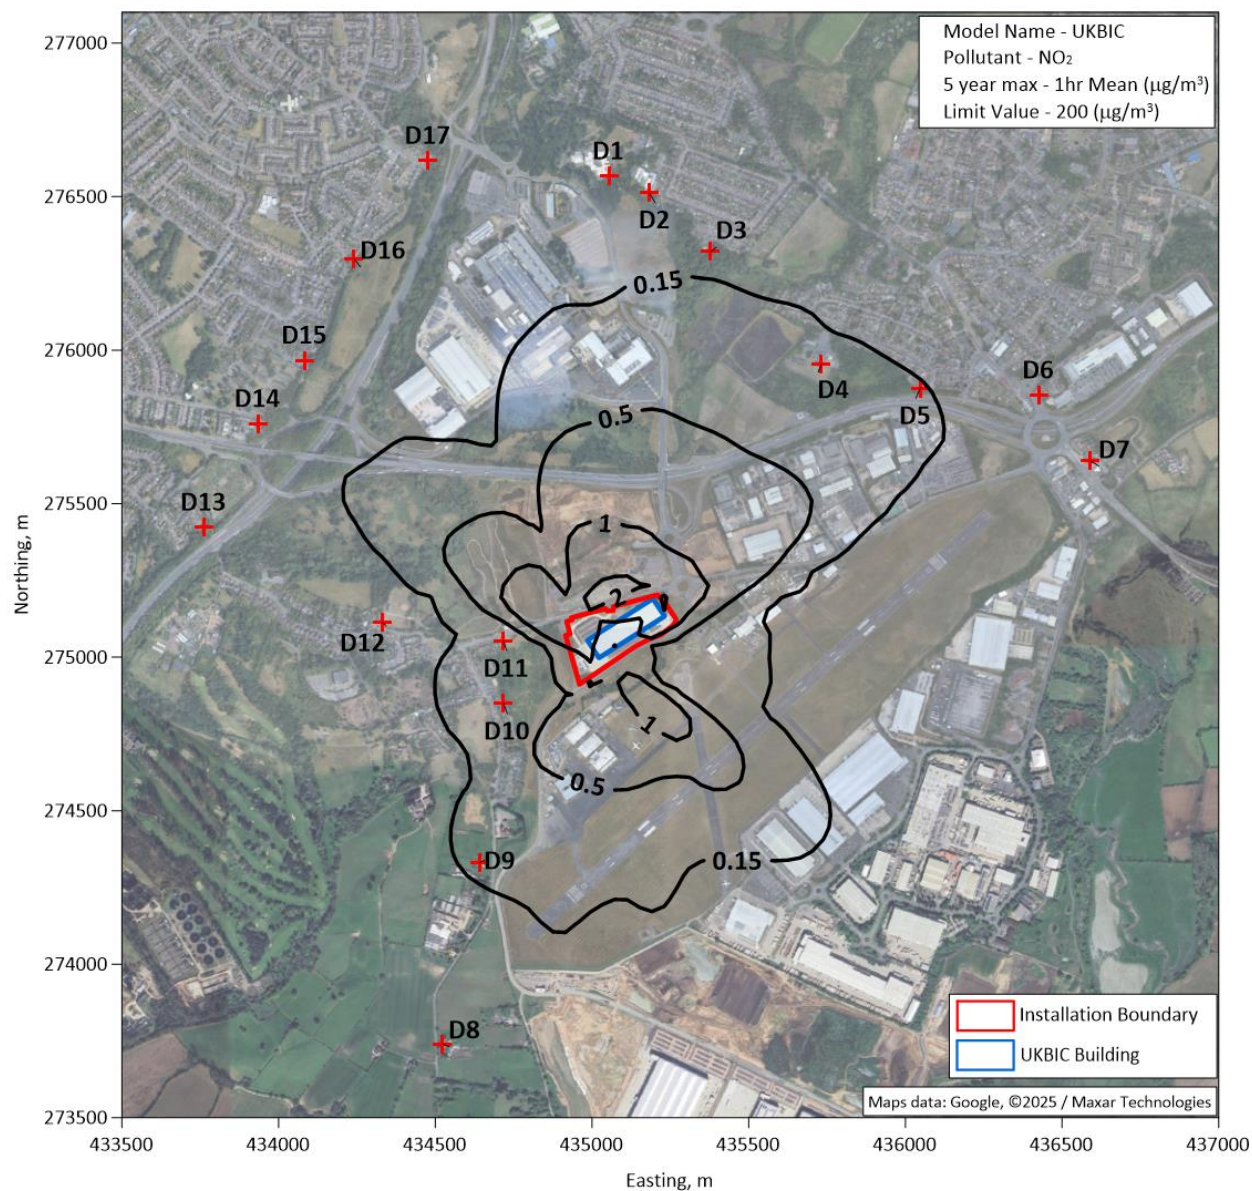 Model Name - UKBIC
Pollutant - NO₂
5 year max - 1hr Mean (μg/m³)
Limit Value - 200 (μg/m³)
277000
276500
276000
275500
275000
274500
274000
273500
Northing, m
D17
D1
D2
D3
D16
0.15
D15
D4
D5
D6
D14
0.5
D7
D13
1
2
D12
D11
D10
1
0.5
D9
0.15
D8
Installation Boundary
UKBIC Building
Maps data: Google, ©2025 / Maxar Technologies
433500
434000
434500
435000
435500
436000
436500
437000
Easting, m